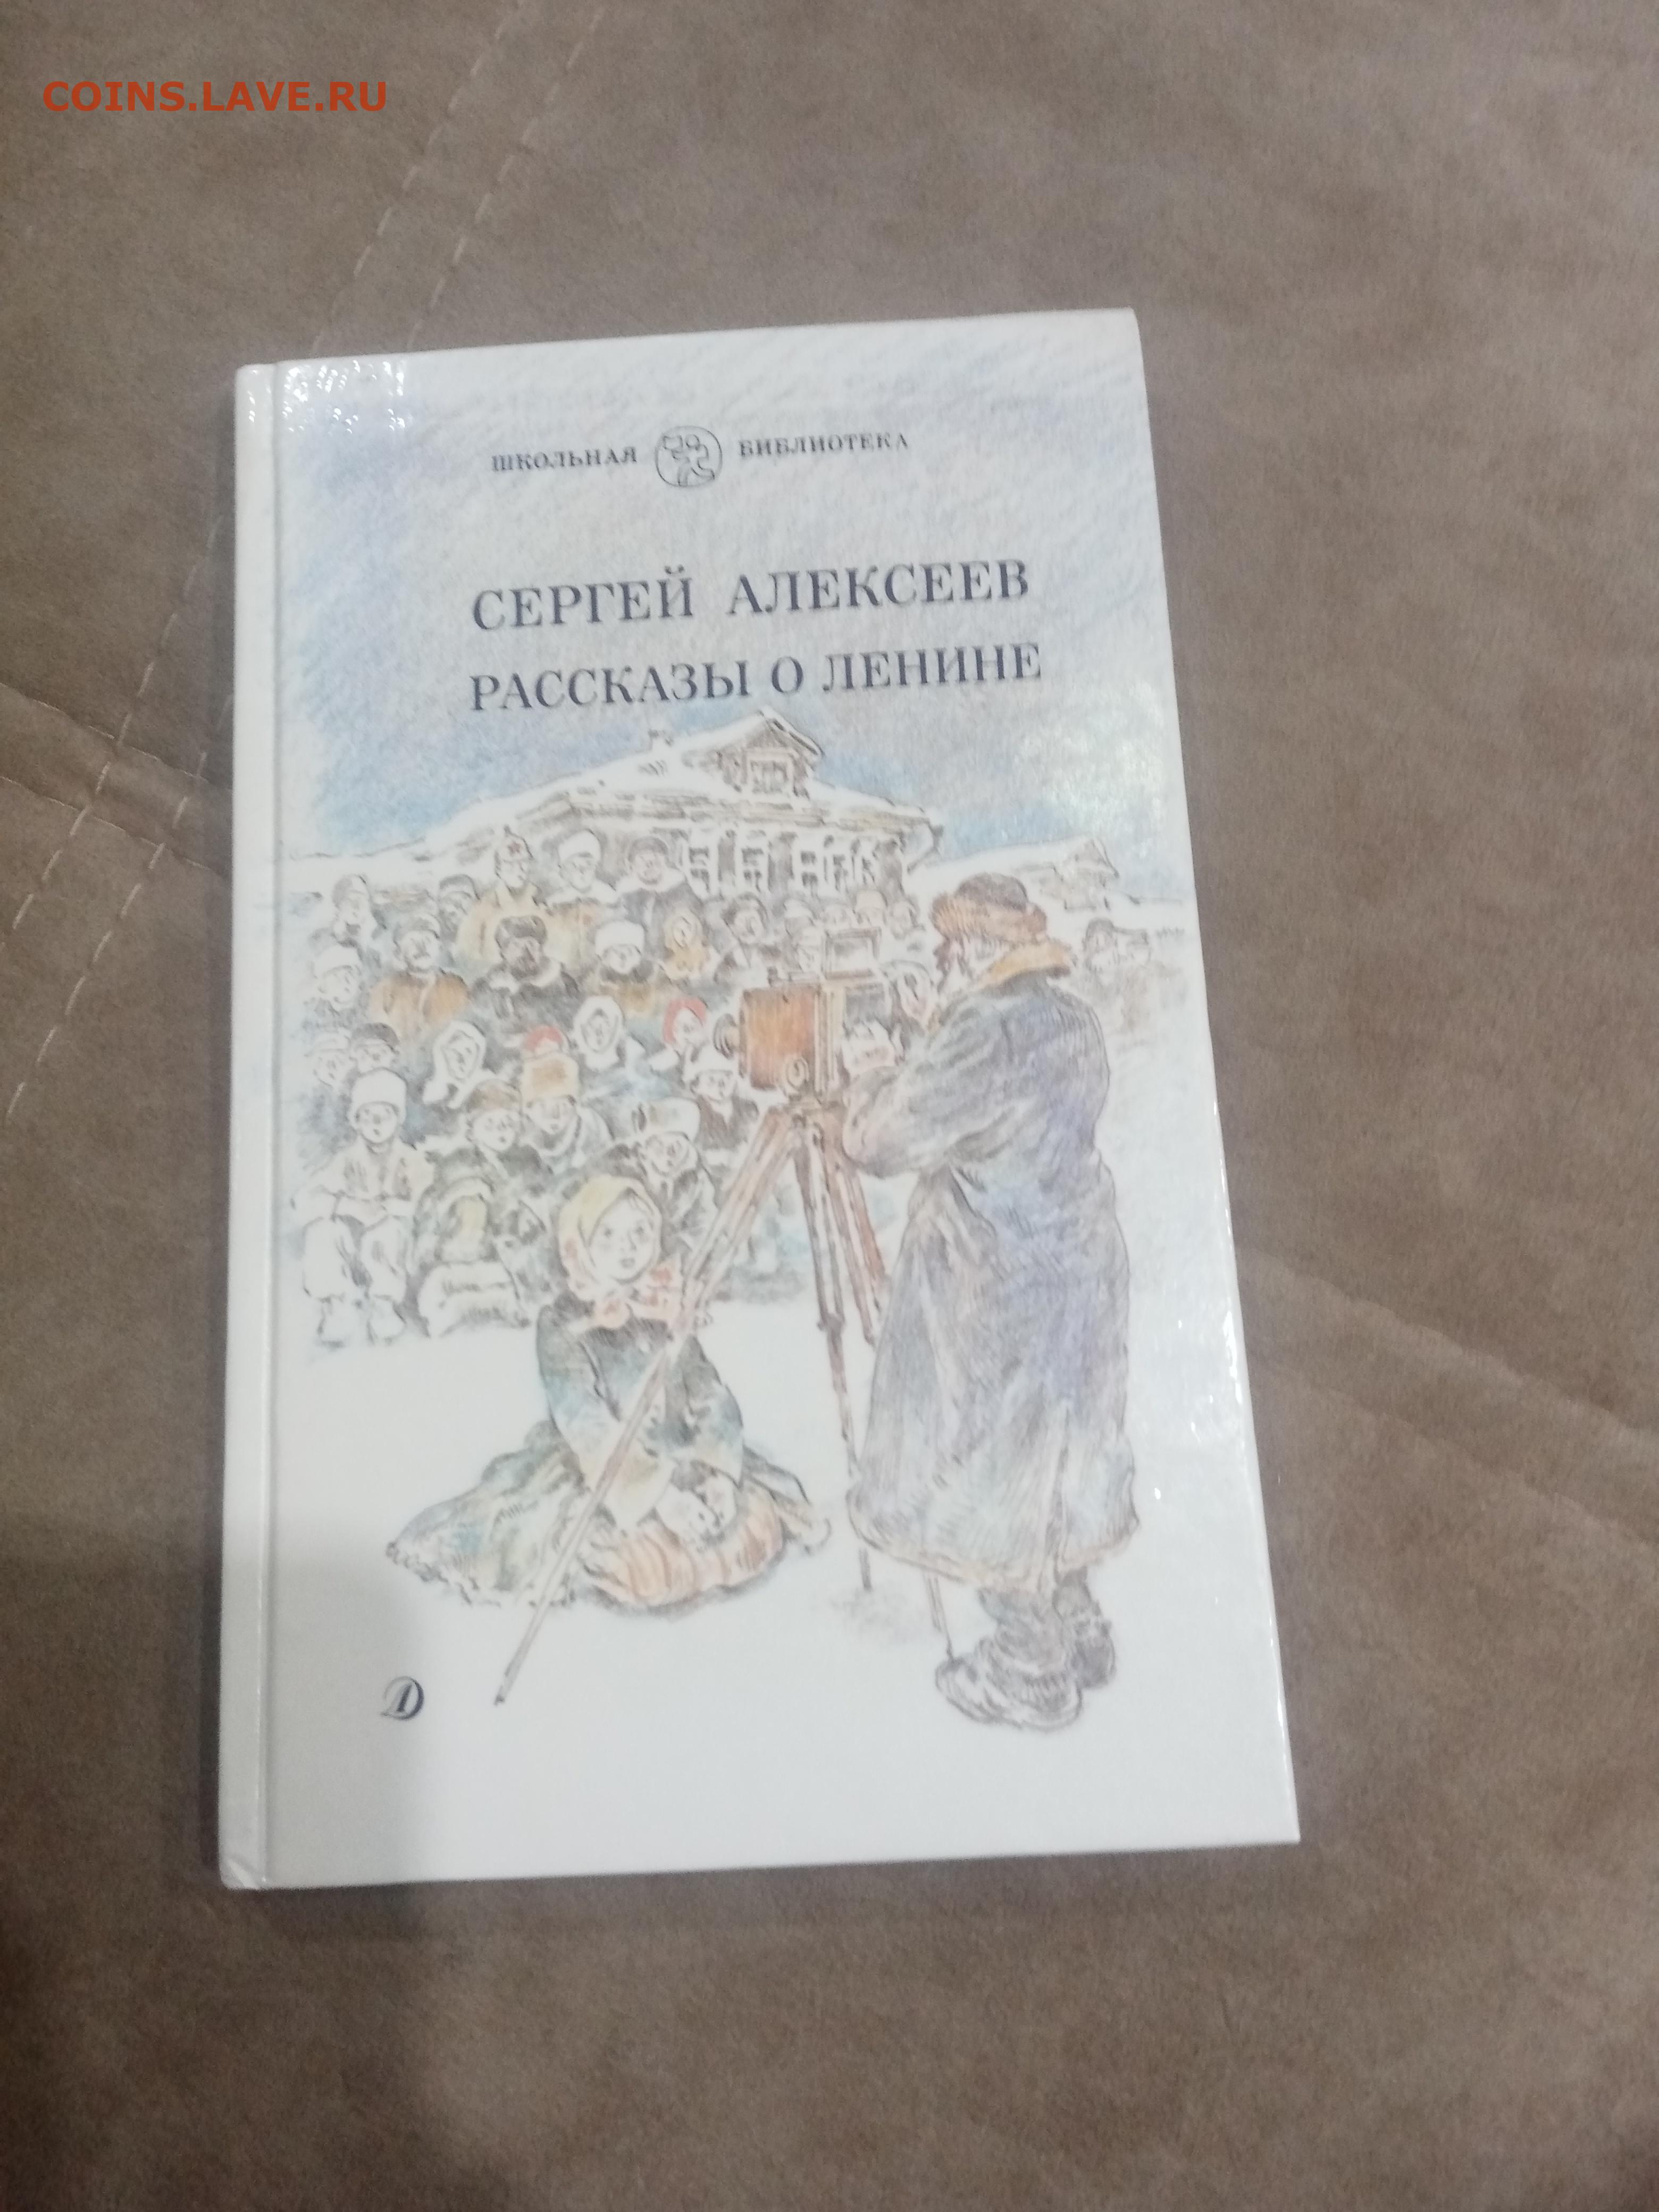 COINS.LAVE.RU
ШКОЛЬНАЯ БИБЛИОТЕКА
СЕРГЕЙ АЛЕКСЕЕВ
РАССКАЗЫ О ЛЕНИНЕ
Д